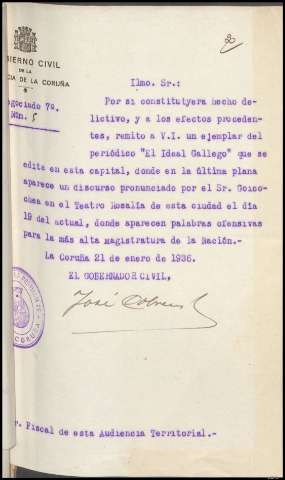 BIERNO CIVIL
DE LA
CIA DE LA CORUÑA
egociado 7º.
Núm. 5
Ilmo. Sr.:
Por si constituyera hecho de-
lictivo, y a los efectos proceden-
tes, remito a V.I. un ejemplar del
periódico "El Ideal Gallego" que se
edita en esta capital, donde en la última plana
aparece un discurso pronunciado por el Sr. Goicoe-
chea en el Teatro Rosalía de esta ciudad el día
19 del actual, donde aparecen palabras ofensivas
para la más alta Magistratura de la Nación.-
La Coruña 21 de enero de 1936.
EL GOBERNADOR CIVIL,
José
CORUÑA
r. Fiscal de esta Audiencia Territorial.-